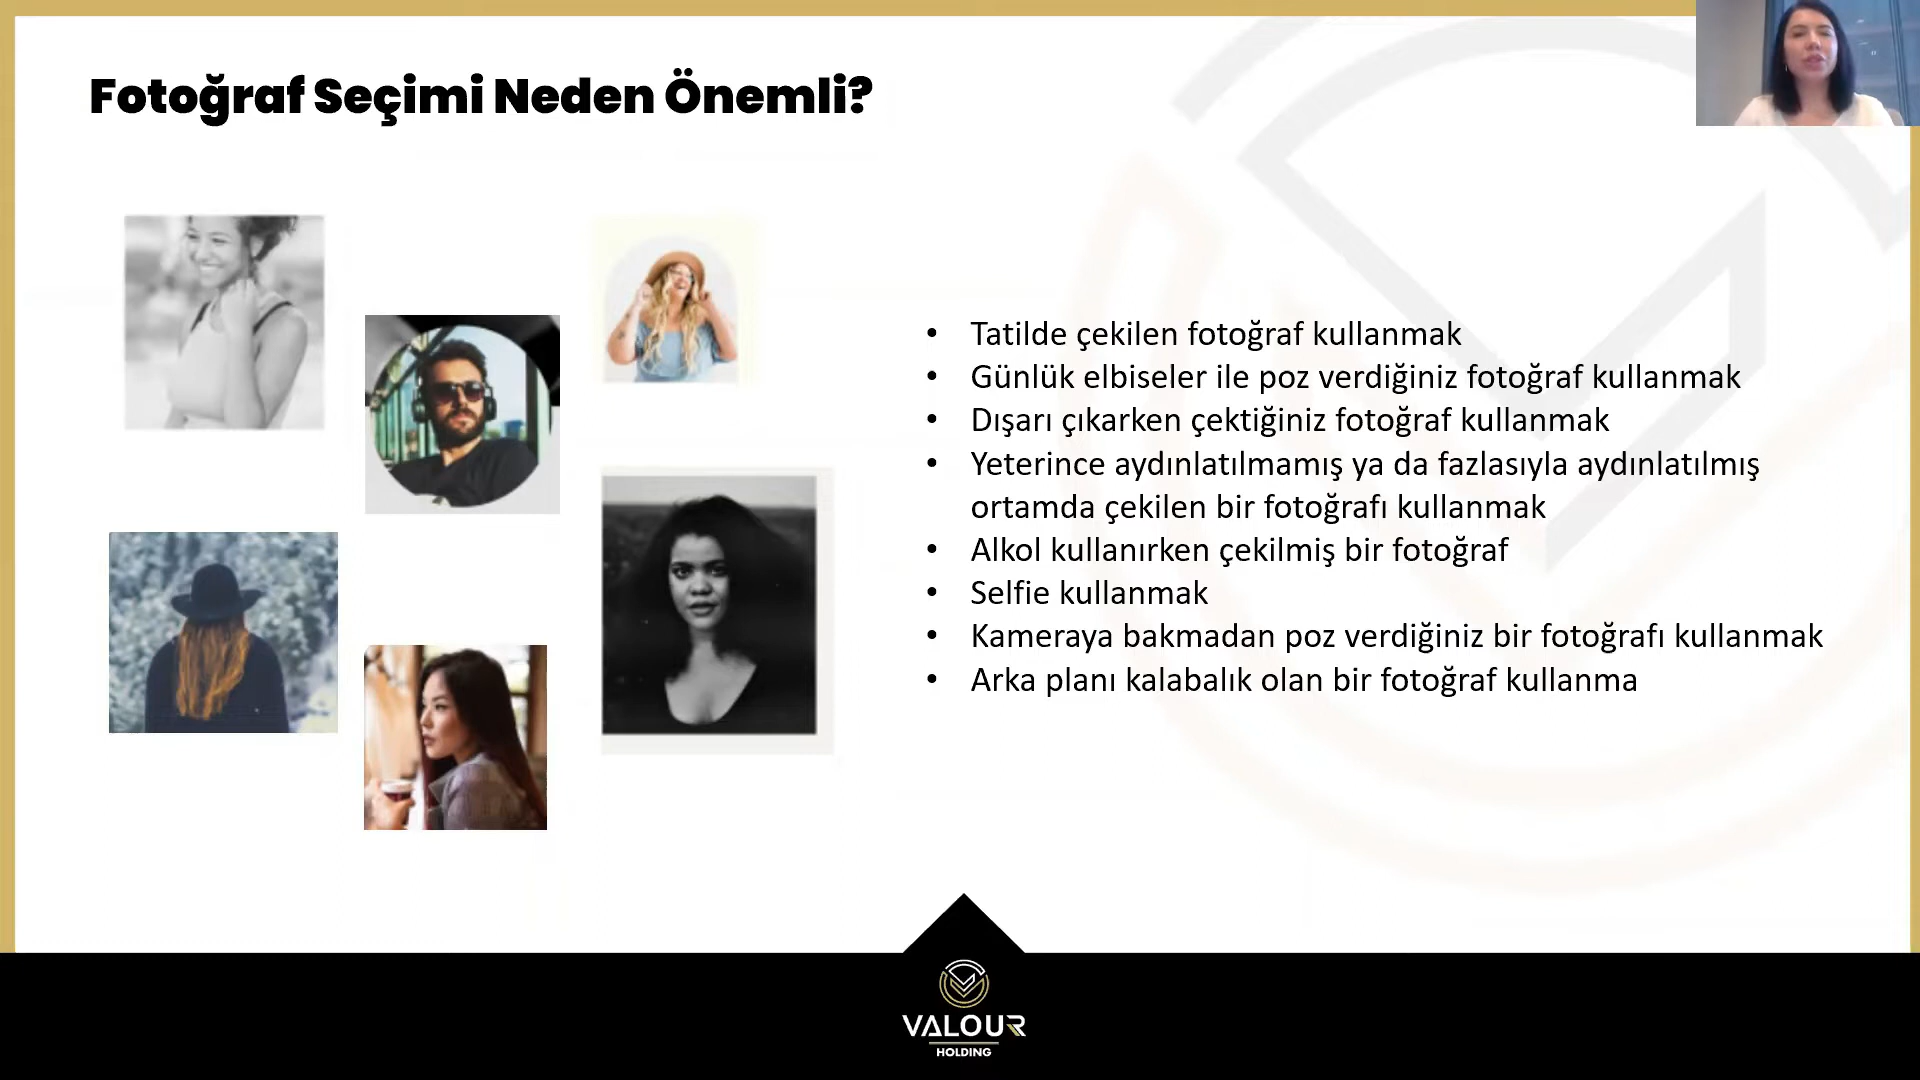 Fotoğraf Seçimi Neden Önemli?
• Tatilde çekilen fotoğraf kullanmak
• Günlük elbiseler ile poz verdiğiniz fotoğraf kullanmak
• Dışarı çıkarken çektiğiniz fotoğraf kullanmak
• Yeterince aydınlatılmamış ya da fazlasıyla aydınlatılmış
ortamda çekilen bir fotoğrafı kullanmak
• Alkol kullanırken çekilmiş bir fotoğraf
• Selfie kullanmak
• Kameraya bakmadan poz verdiğiniz bir fotoğrafı kullanmak
• Arka planı kalabalık olan bir fotoğraf kullanma
VALOUR
HOLDING